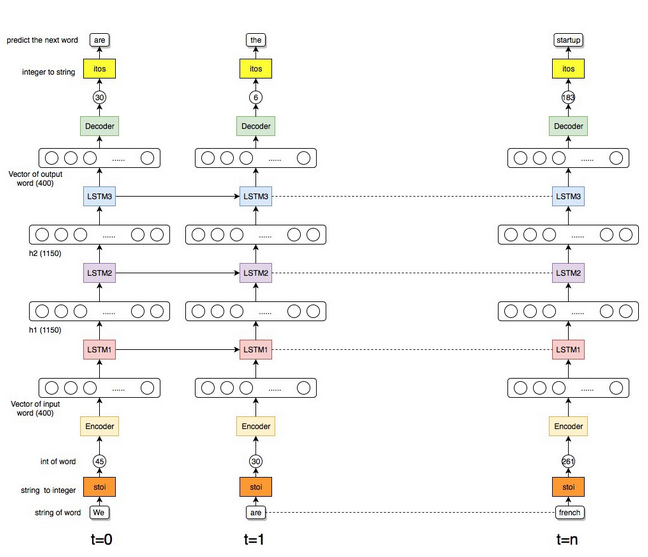 predict the next word are the startup
integer to string itos itos itos
30 6 183
Decoder Decoder Decoder
...... ...... ......
Vector of output
word (400)
LSTM3 LSTM3 LSTM3
...... ...... ......
h2 (1150)
LSTM2 LSTM2 LSTM2
...... ...... ......
h1 (1150)
LSTM1 LSTM1 LSTM1
...... ...... ......
Vector of input
word (400)
Encoder Encoder Encoder
int of word 45 30 261
string to integer stoi stoi stoi
string of word We are french
t=0 t=1 t=n